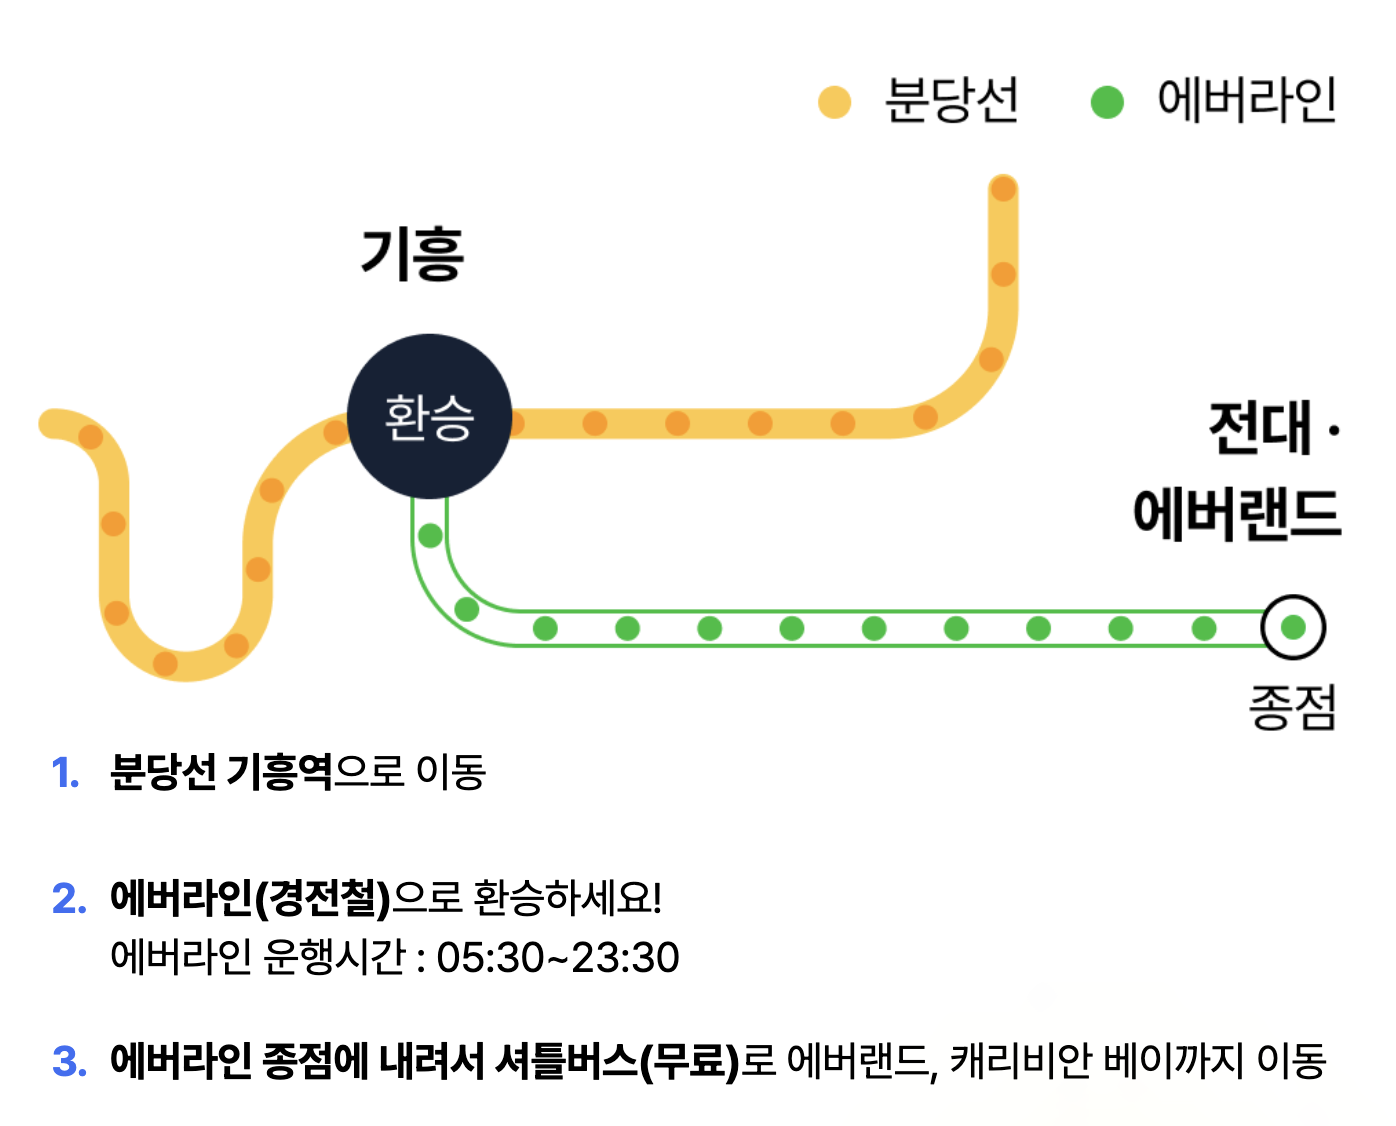 분당선 에버라인
기흥
환승
전대 ·
에버랜드
종점
1. 분당선 기흥역으로 이동
2. 에버라인(경전철)으로 환승하세요!
에버라인 운행시간 : 05:30~23:30
3. 에버라인 종점에 내려서 셔틀버스(무료)로 에버랜드, 캐리비안 베이까지 이동